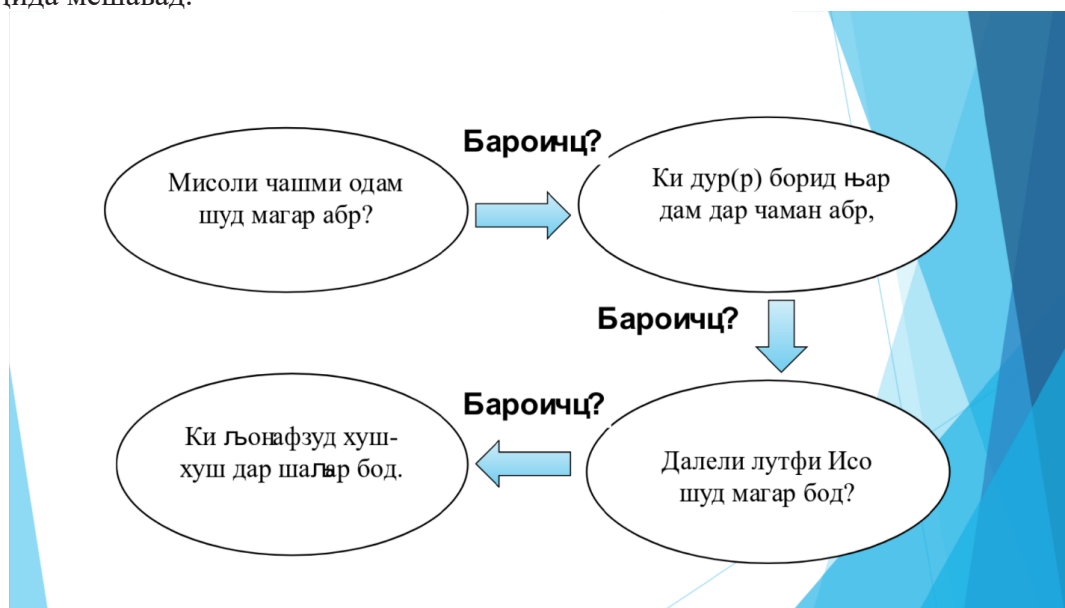 мешавад.
Бароичц?
Мисоли чашми одам
шуд магар абр?
Ки дур(р) борид њар
дам дар чаман абр,
Бароичц?
Бароичц?
Далели лутфи Исо
шуд магар бод?
Ки љонафзуд хуш-
хуш дар шаљар бод.